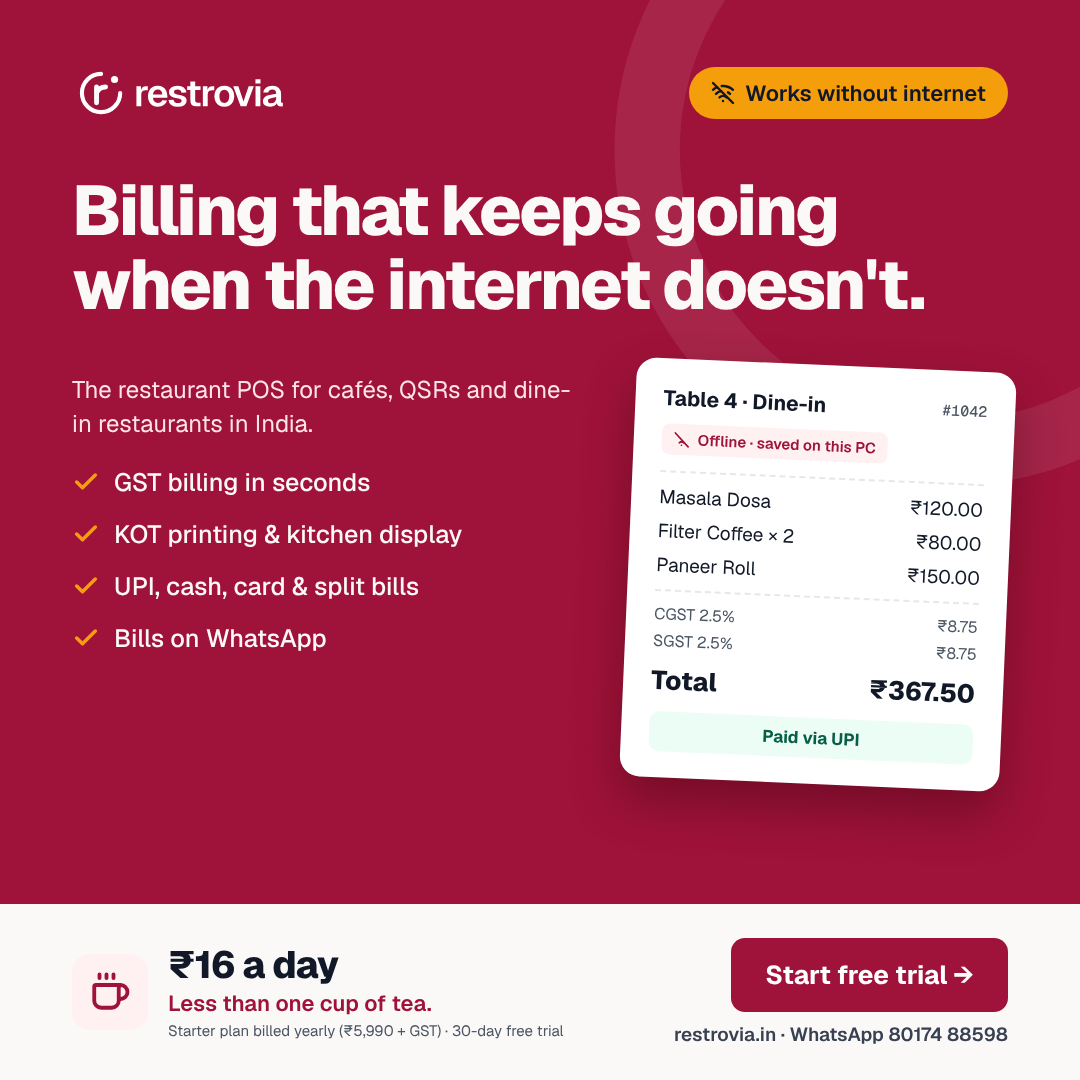 restrovia
Works without internet
Billing that keeps going
when the internet doesn't.
The restaurant POS for cafés, QSRs and dine-
in restaurants in India.
GST billing in seconds
KOT printing & kitchen display
UPI, cash, card & split bills
Bills on WhatsApp
Table 4 · Dine-in #1042
Offline · saved on this PC
Masala Dosa ₹120.00
Filter Coffee × 2 ₹80.00
Paneer Roll ₹150.00
CGST 2.5% ₹8.75
SGST 2.5% ₹8.75
Total ₹367.50
Paid via UPI
₹16 a day
Less than one cup of tea.
Starter plan billed yearly (₹5,990 + GST) · 30-day free trial
Start free trial →
restrovia.in · WhatsApp 80174 88598